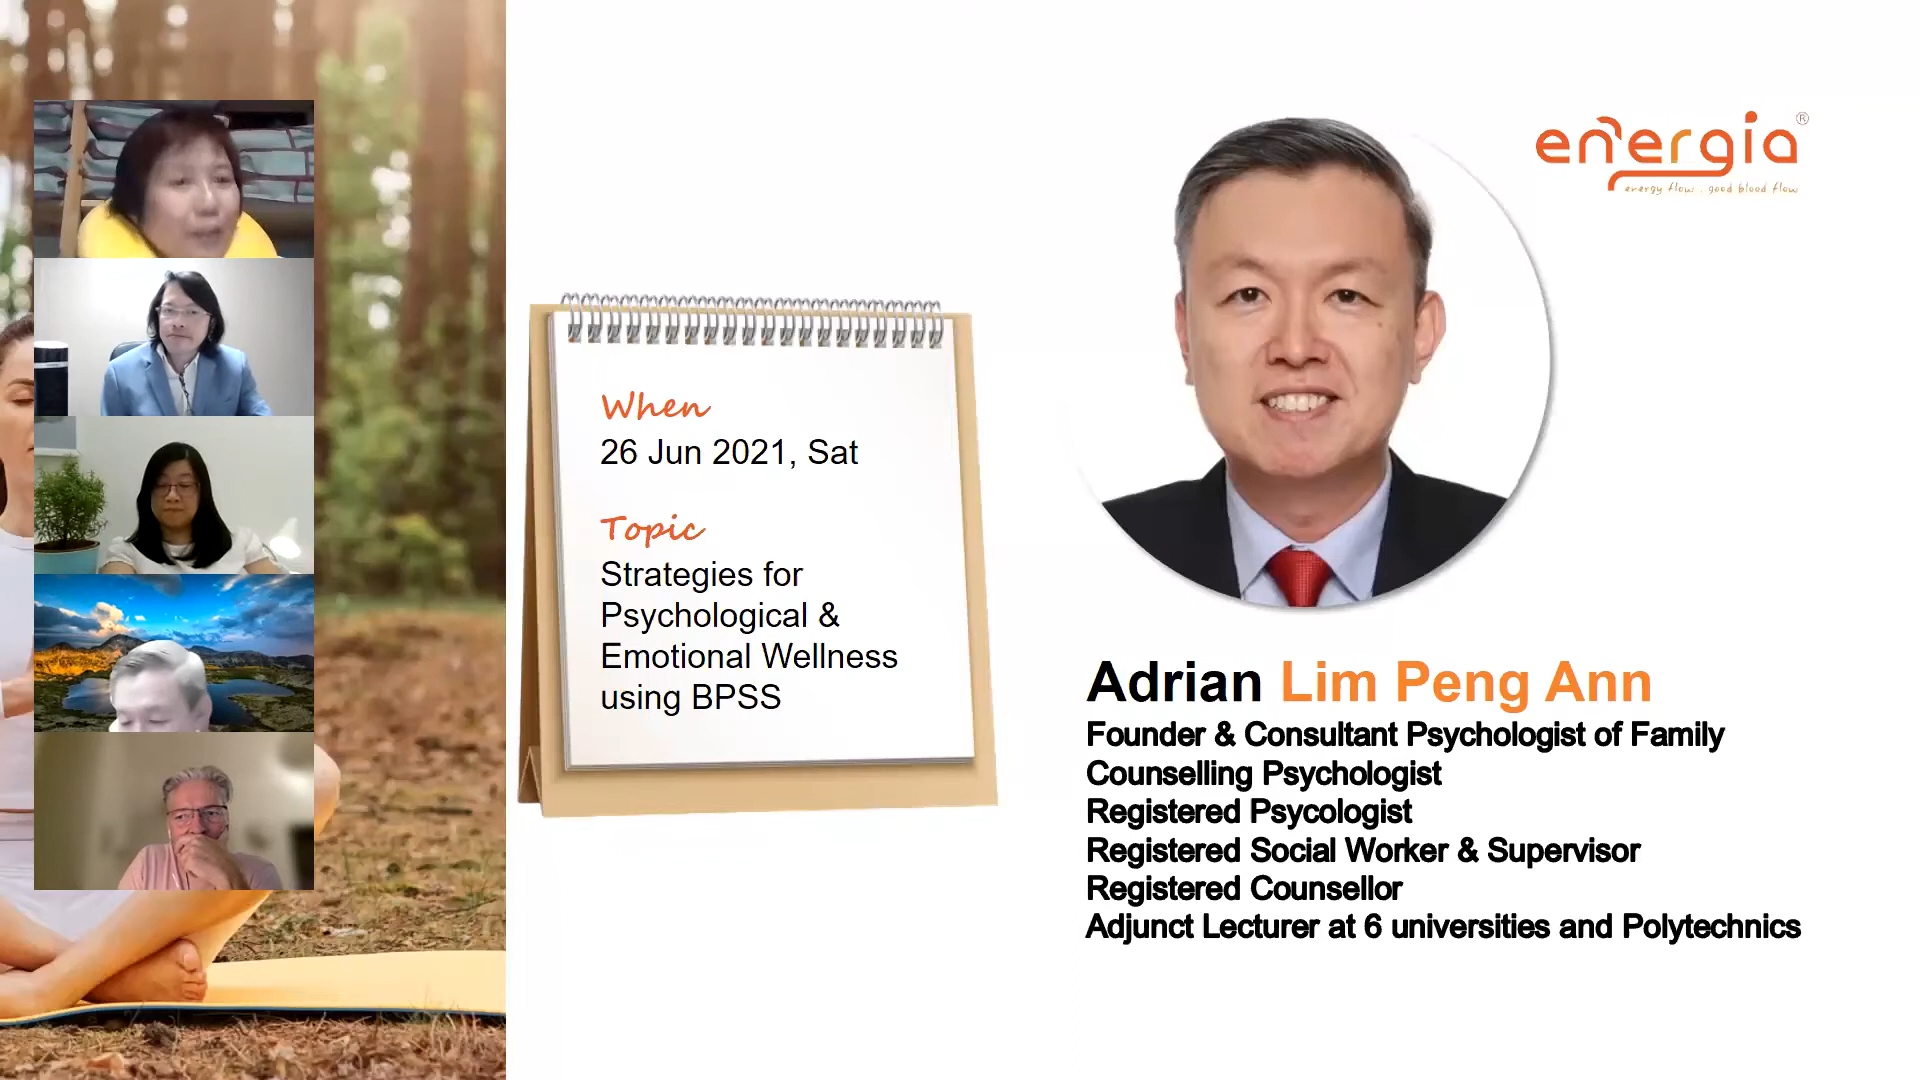 energia®
energy flow . good blood flow
When
26 Jun 2021, Sat
Topic
Strategies for
Psychological &
Emotional Wellness
using BPSS
Adrian Lim Peng Ann
Founder & Consultant Psychologist of Family
Counselling Psychologist
Registered Psycologist
Registered Social Worker & Supervisor
Registered Counsellor
Adjunct Lecturer at 6 universities and Polytechnics